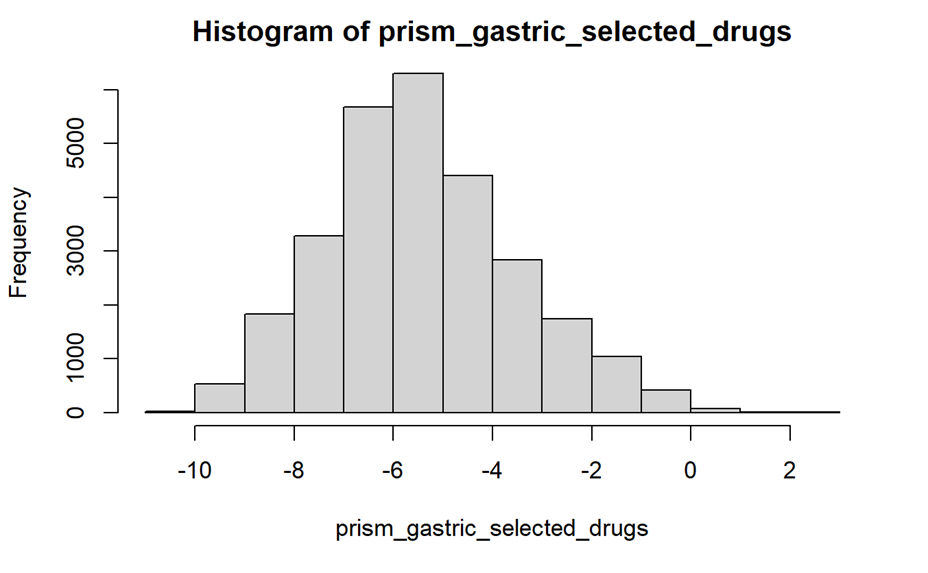 Histogram of prism_gastric_selected_drugs
Frequency
5000
3000
1000
0
-10 -8 -6 -4 -2 0 2
prism_gastric_selected_drugs